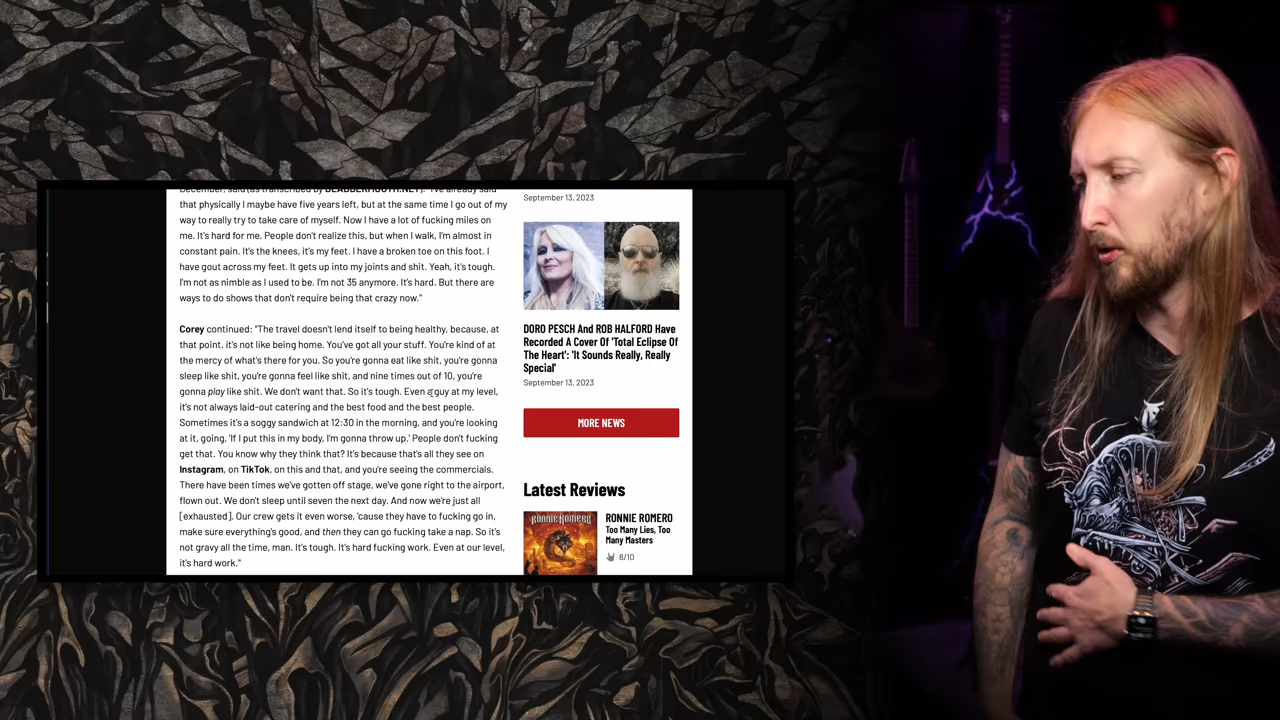 December, said (as transcribed by BLABBERMOUTH.NET): "I've already said
that physically I maybe have five years left, but at the same time I go out of my
way to really try to take care of myself. Now I have a lot of fucking miles on
me. It's hard for me. People don't realize this, but when I walk, I'm almost in
constant pain. It's the knees, it's my feet. I have a broken toe on this foot. I
have gout across my feet. It gets up into my joints and shit. Yeah, it's tough.
I'm not as nimble as I used to be. I'm not 35 anymore. It's hard. But there are
ways to do shows that don't require being that crazy now."
Corey continued: "The travel doesn't lend itself to being healthy, because, at
that point, it's not like being home. You've got all your stuff. You're kind of at
the mercy of what's there for you. So you're gonna eat like shit, you're gonna
sleep like shit, you're gonna feel like shit, and nine times out of 10, you're
gonna play like shit. We don't want that. So it's tough. Even a guy at my level,
it's not always laid-out catering and the best food and the best people.
Sometimes it's a soggy sandwich at 12:30 in the morning, and you're looking
at it, going, 'If I put this in my body, I'm gonna throw up.' People don't fucking
get that. You know why they think that? It's because that's all they see on
Instagram, on TikTok, on this and that, and you're seeing the commercials.
There have been times we've gotten off stage, we've gone right to the airport,
flown out. We don't sleep until seven the next day. And now we're just all
[exhausted]. Our crew gets it even worse, 'cause they have to fucking go in,
make sure everything's good, and then they can go fucking take a nap. So it's
not gravy all the time, man. It's tough. It's hard fucking work. Even at our level,
it's hard work."
September 13, 2023
DORO PESCH And ROB HALFORD Have
Recorded A Cover Of 'Total Eclipse Of
The Heart': 'It Sounds Really, Really
Special'
September 13, 2023
MORE NEWS
Latest Reviews
RONNIE ROMERO
RONNIE ROMERO
Too Many Lies, Too
Many Masters
8/10